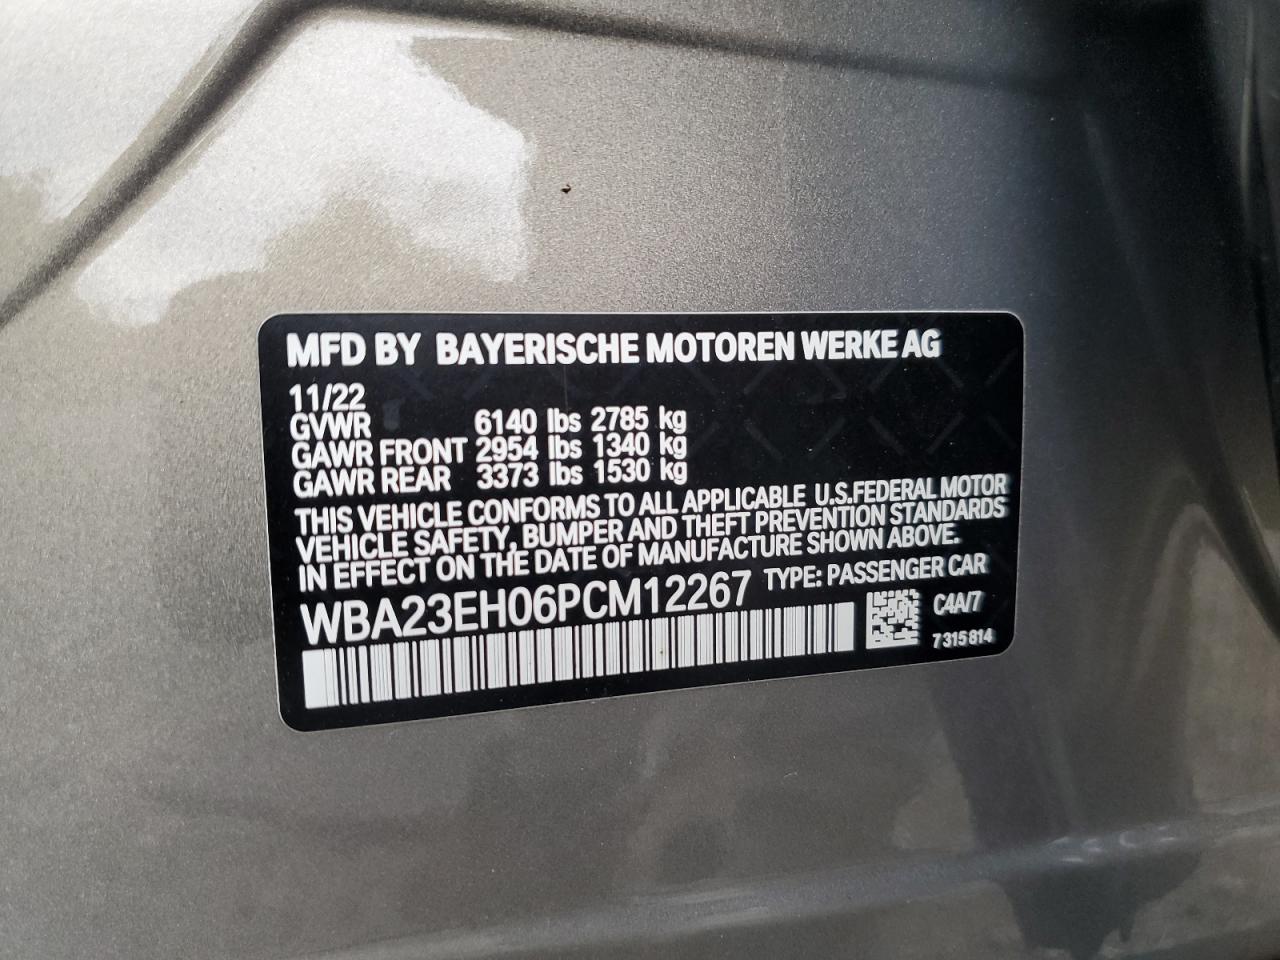 MFD BY BAYERISCHE MOTOREN WERKE AG
11/22
GVWR 6140 lbs 2785 kg
GAWR FRONT 2954 lbs 1340 kg
GAWR REAR 3373 lbs 1530 kg
THIS VEHICLE CONFORMS TO ALL APPLICABLE U.S.FEDERAL MOTOR
VEHICLE SAFETY, BUMPER AND THEFT PREVENTION STANDARDS
IN EFFECT ON THE DATE OF MANUFACTURE SHOWN ABOVE.
WBA23EH06PCM12267 TYPE: PASSENGER CAR
C4A/7
7315814